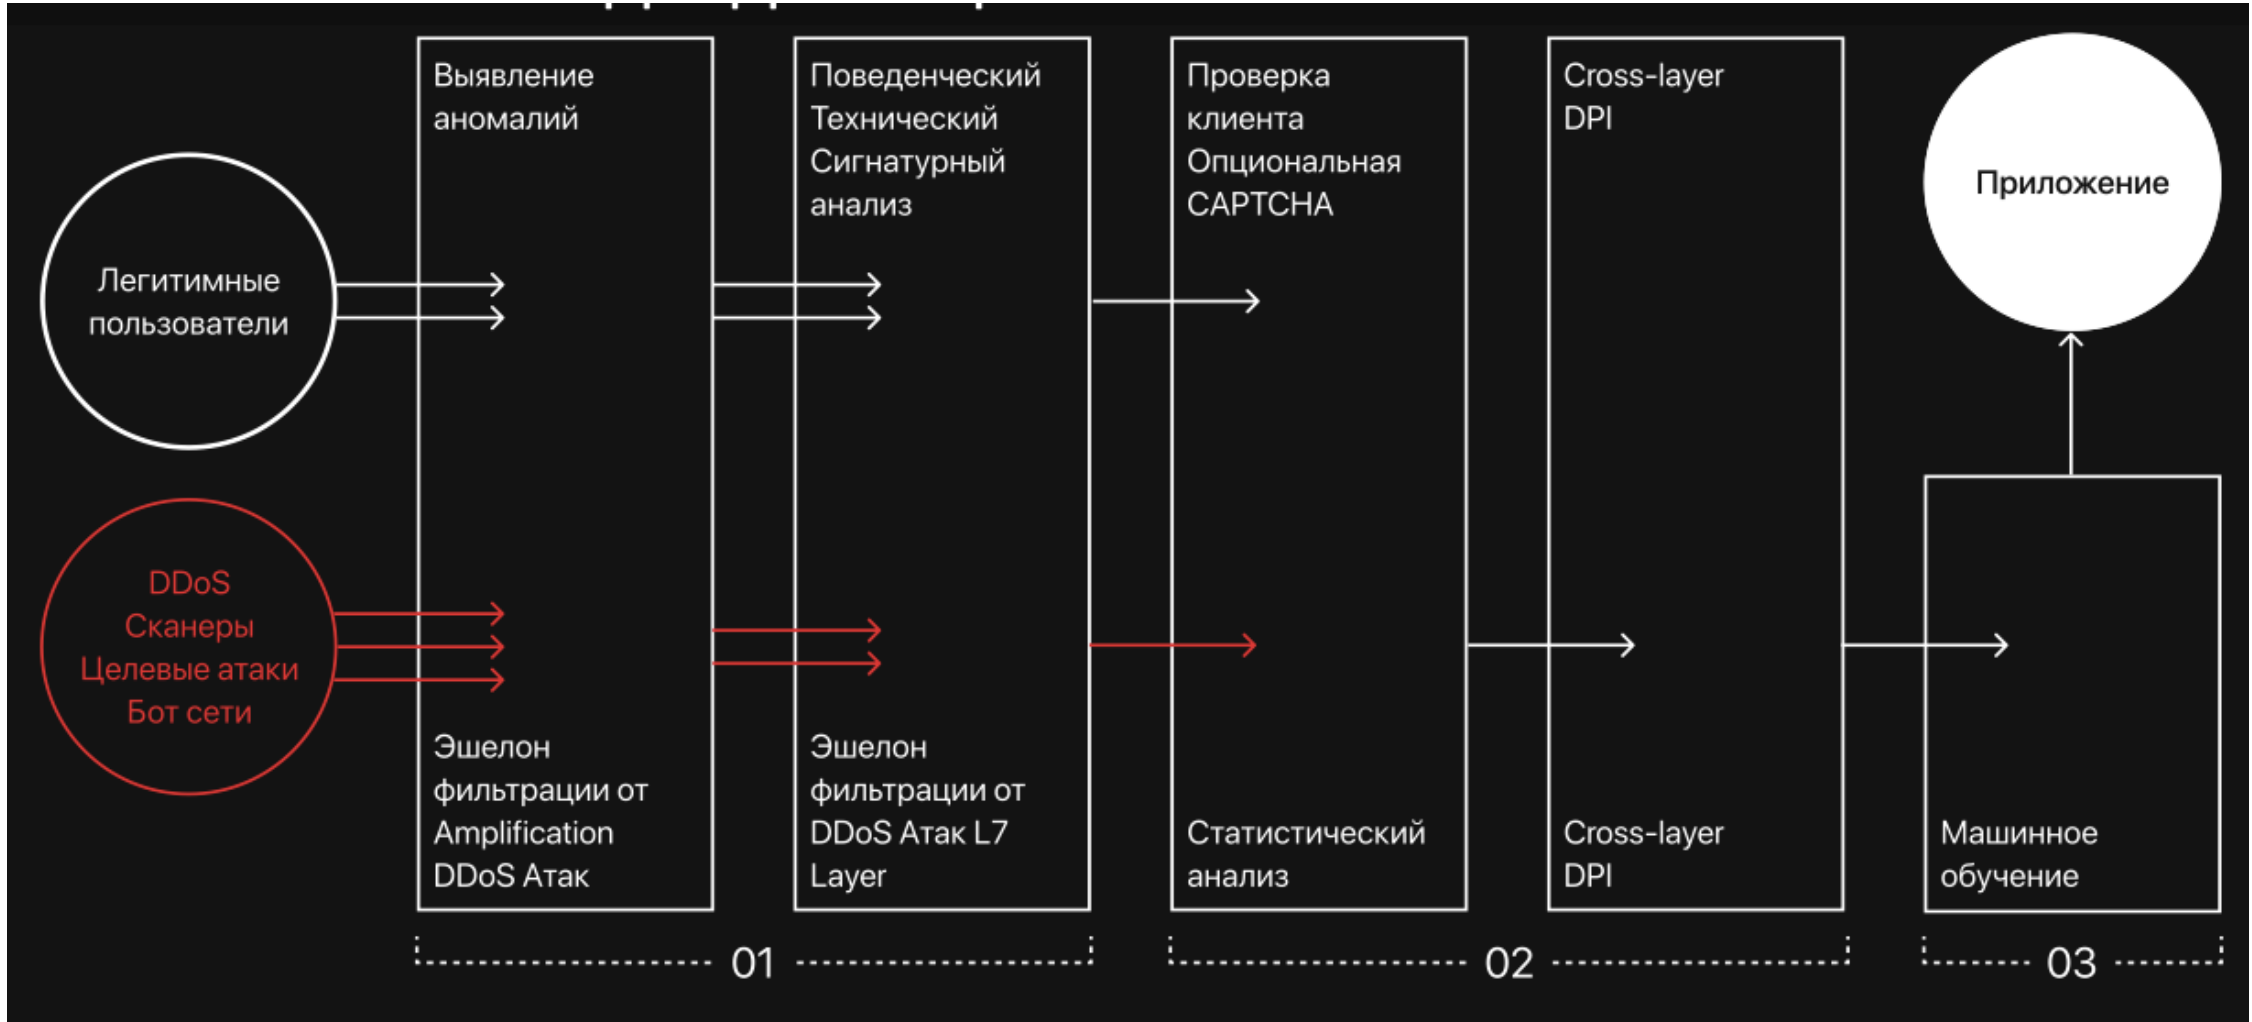 Легитимные
пользователи
DDoS
Сканеры
Целевые атаки
Бот сети
Выявление
аномалий
Эшелон
фильтрации от
Amplification
DDoS Атак
Поведенческий
Технический
Сигнатурный
анализ
Эшелон
фильтрации от
DDoS Атак L7
Layer
Проверка
клиента
Опциональная
CAPTCHA
Статистический
анализ
Cross-layer
DPI
Cross-layer
DPI
Приложение
Машинное
обучение
01
02
03